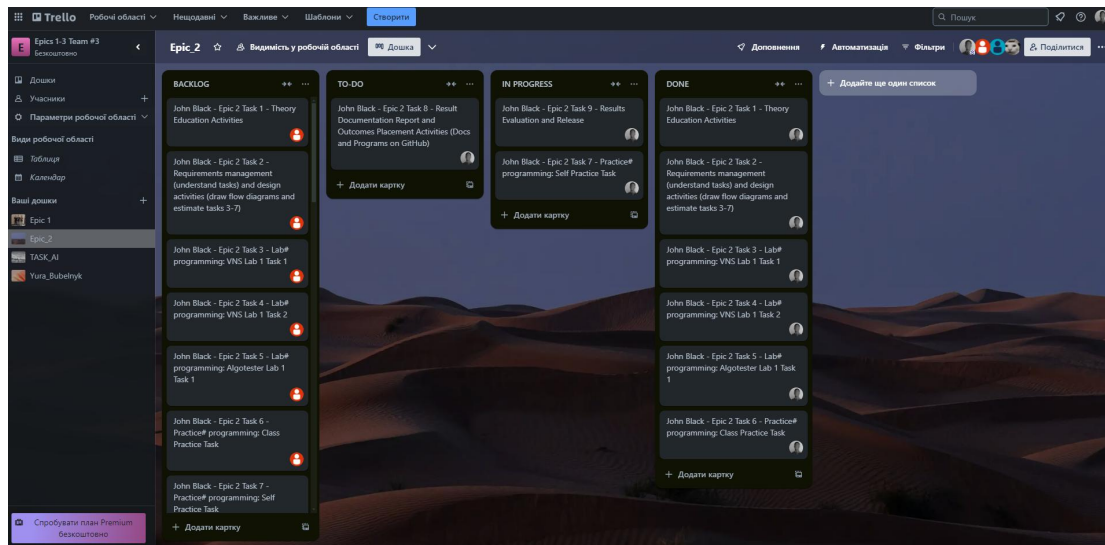 Trello Робочі області Нещодавні Важливе Шаблони Створити Пошук
E Epics 1-3 Team #3
Безкоштовно
Epic_2 Видимість у робочій області Дошка Доповнення Автоматизація Фільтри Поділитися
Дошки
Учасники
Параметри робочої області
Види робочої області
Таблиця
Календар
Ваші дошки
Epic 1
Epic_2
TASK_AI
Yura_Bubelnyk
Спробувати план Premium
безкоштовно
BACKLOG
John Black - Epic 2 Task 1 - Theory
Education Activities
John Black - Epic 2 Task 2 -
Requirements management
(understand tasks) and design
activities (draw flow diagrams and
estimate tasks 3-7)
John Black - Epic 2 Task 3 - Lab#
programming: VNS Lab 1 Task 1
John Black - Epic 2 Task 4 - Lab#
programming: VNS Lab 1 Task 2
John Black - Epic 2 Task 5 - Lab#
programming: Algotester Lab 1
Task 1
John Black - Epic 2 Task 6 -
Practice# programming: Class
Practice Task
John Black - Epic 2 Task 7 -
Practice# programming: Self
Practice Task
+ Додати картку
TO-DO
John Black - Epic 2 Task 8 - Result
Documentation Report and
Outcomes Placement Activities (Docs
and Programs on GitHub)
+ Додати картку
IN PROGRESS
John Black - Epic 2 Task 9 - Results
Evaluation and Release
John Black - Epic 2 Task 7 - Practice#
programming: Self Practice Task
+ Додати картку
DONE
John Black - Epic 2 Task 1 - Theory
Education Activities
John Black - Epic 2 Task 2 -
Requirements management
(understand tasks) and design
activities (draw flow diagrams and
estimate tasks 3-7)
John Black - Epic 2 Task 3 - Lab#
programming: VNS Lab 1 Task 1
John Black - Epic 2 Task 4 - Lab#
programming: VNS Lab 1 Task 2
John Black - Epic 2 Task 5 - Lab#
programming: Algotester Lab 1 Task
1
John Black - Epic 2 Task 6 - Practice#
programming: Class Practice Task
+ Додати картку
+ Додайте ще один список